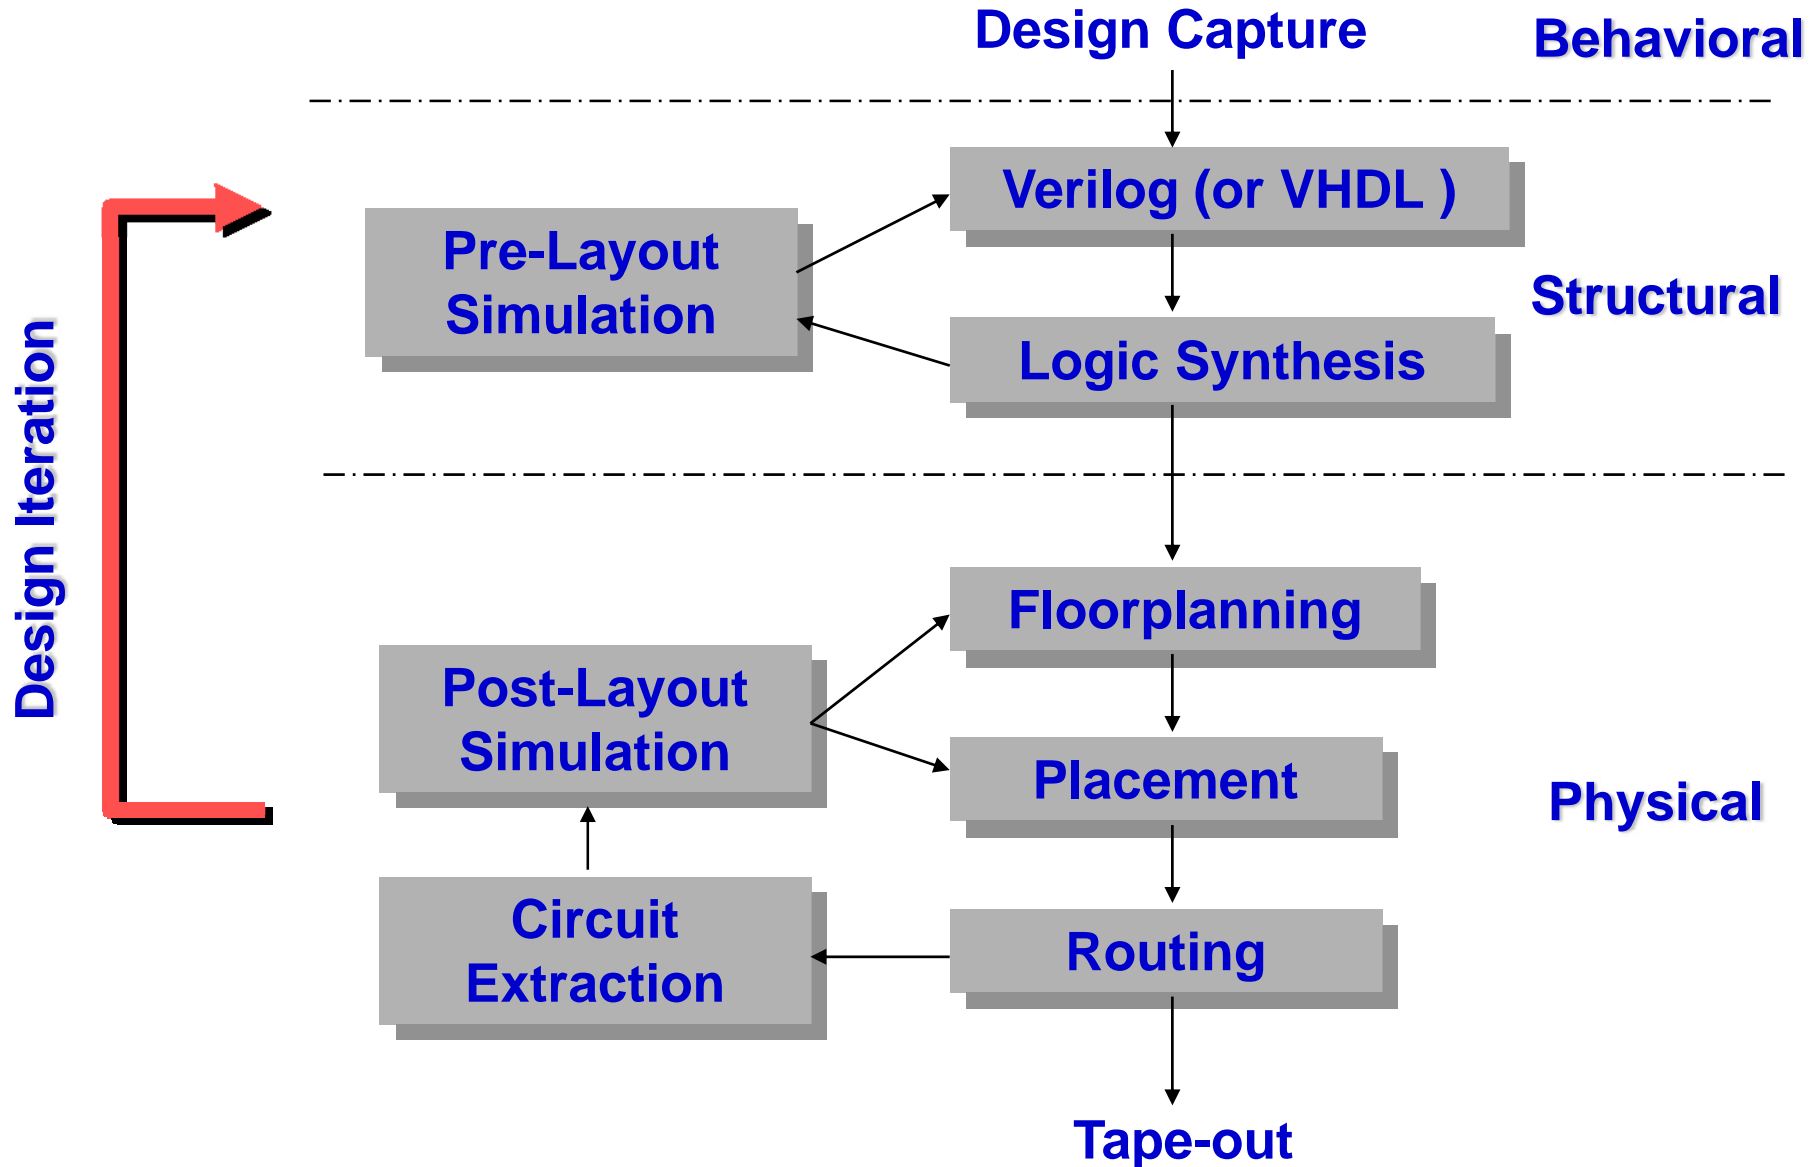 Design Capture
Behavioral
Verilog (or VHDL )
Pre-Layout
Simulation
Structural
Logic Synthesis
Design Iteration
Floorplanning
Post-Layout
Simulation
Placement
Physical
Circuit
Extraction
Routing
Tape-out